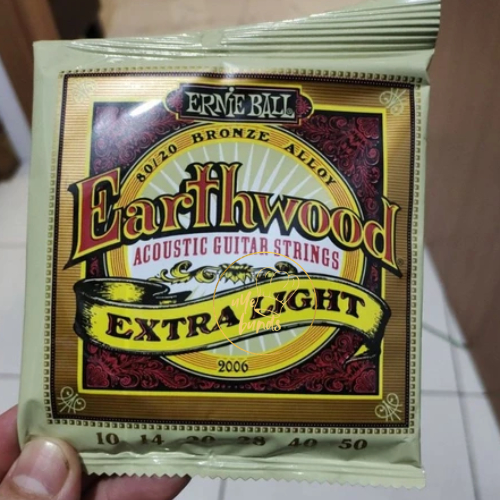 ERNIE BALL
80/20 BRONZE ALLOY
Earthwood
ACOUSTIC GUITAR STRINGS
EXTRA LIGHT
2006
10 14 20 28 40 50